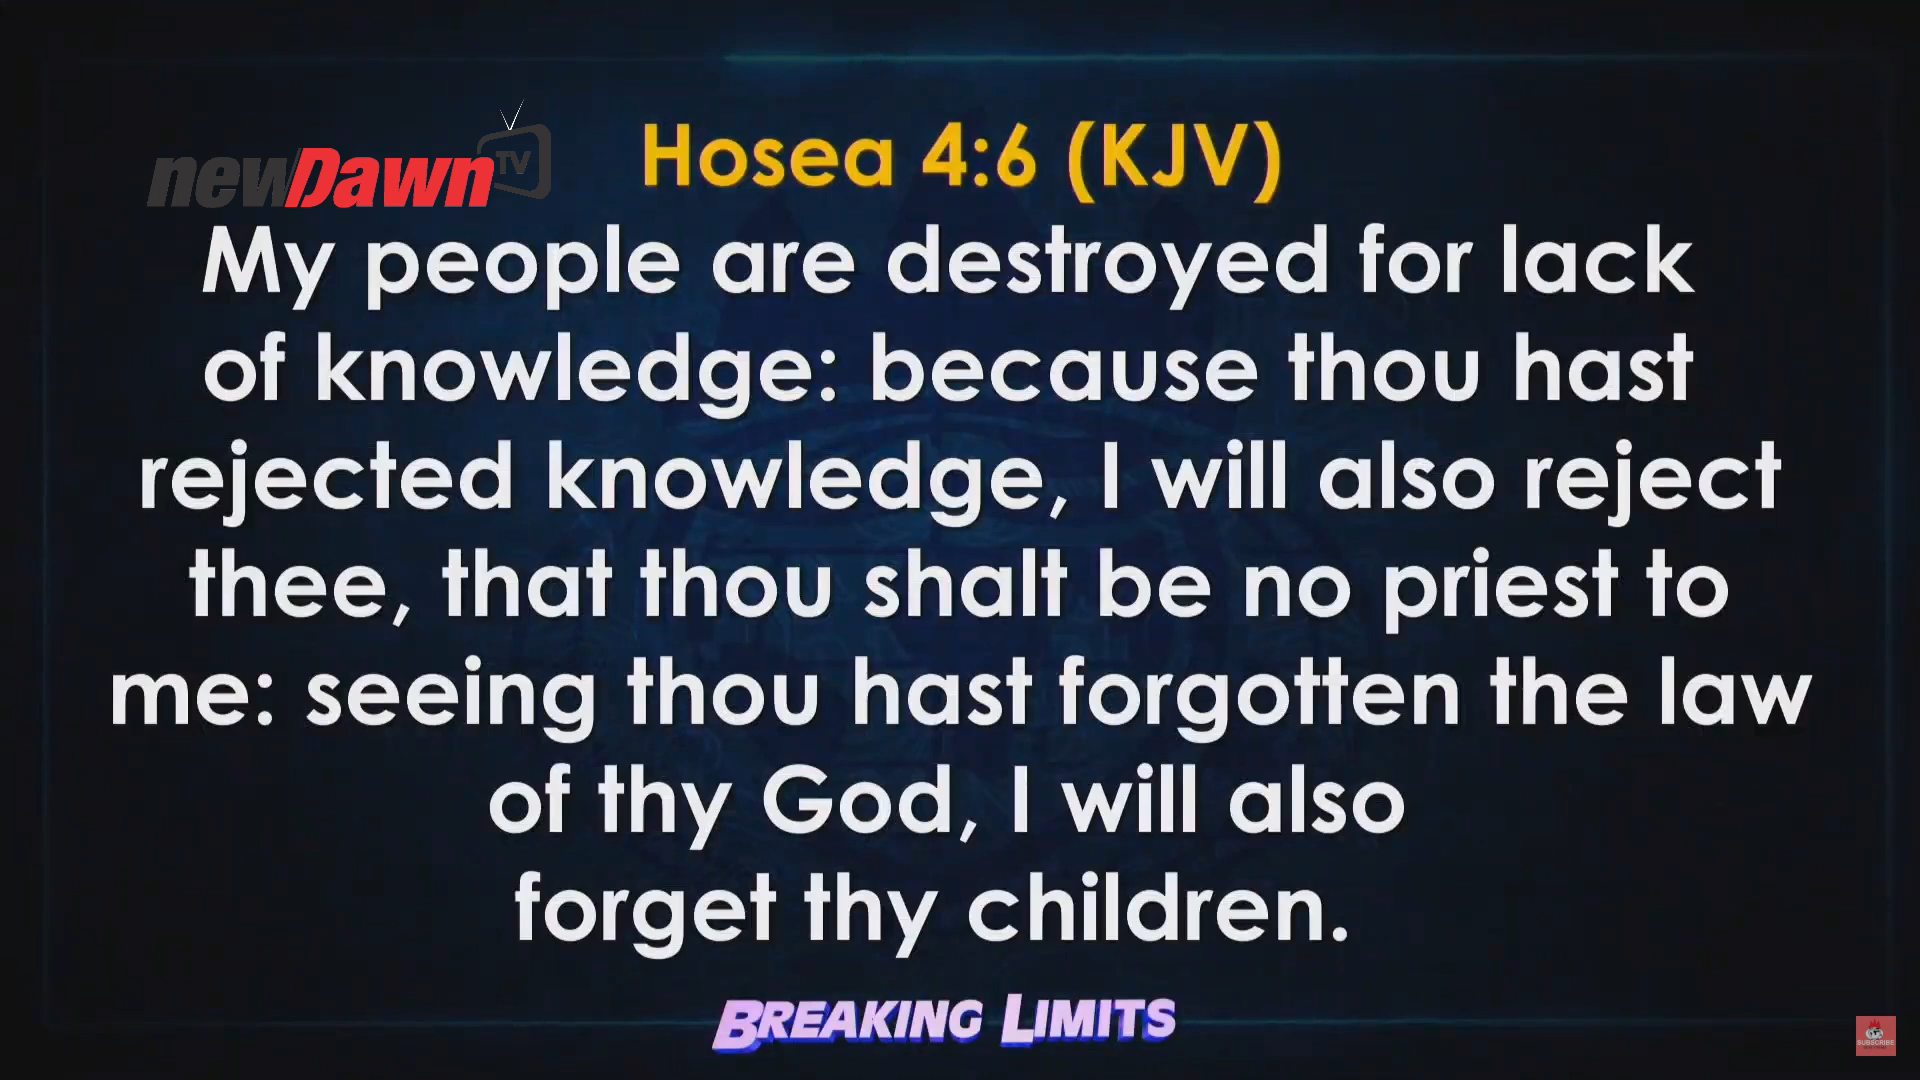 newDawn TV
Hosea 4:6 (KJV)
My people are destroyed for lack
of knowledge: because thou hast
rejected knowledge, I will also reject
thee, that thou shalt be no priest to
me: seeing thou hast forgotten the law
of thy God, I will also
forget thy children.
BREAKING LIMITS
SUBSCRIBE